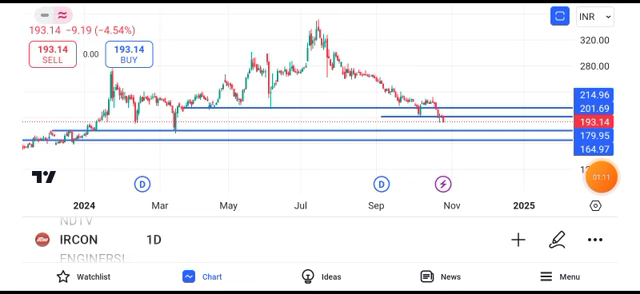 INR
193.14 −9.19 (−4.54%)
193.14 SELL
0.00
193.14 BUY
320.00
280.00
214.96
201.69
193.14
179.95
164.97
01:11
D
D
2024 Mar May Jul Sep Nov 2025
NDTV
IRCON 1D
ENGINERSI
Watchlist Chart Ideas News Menu